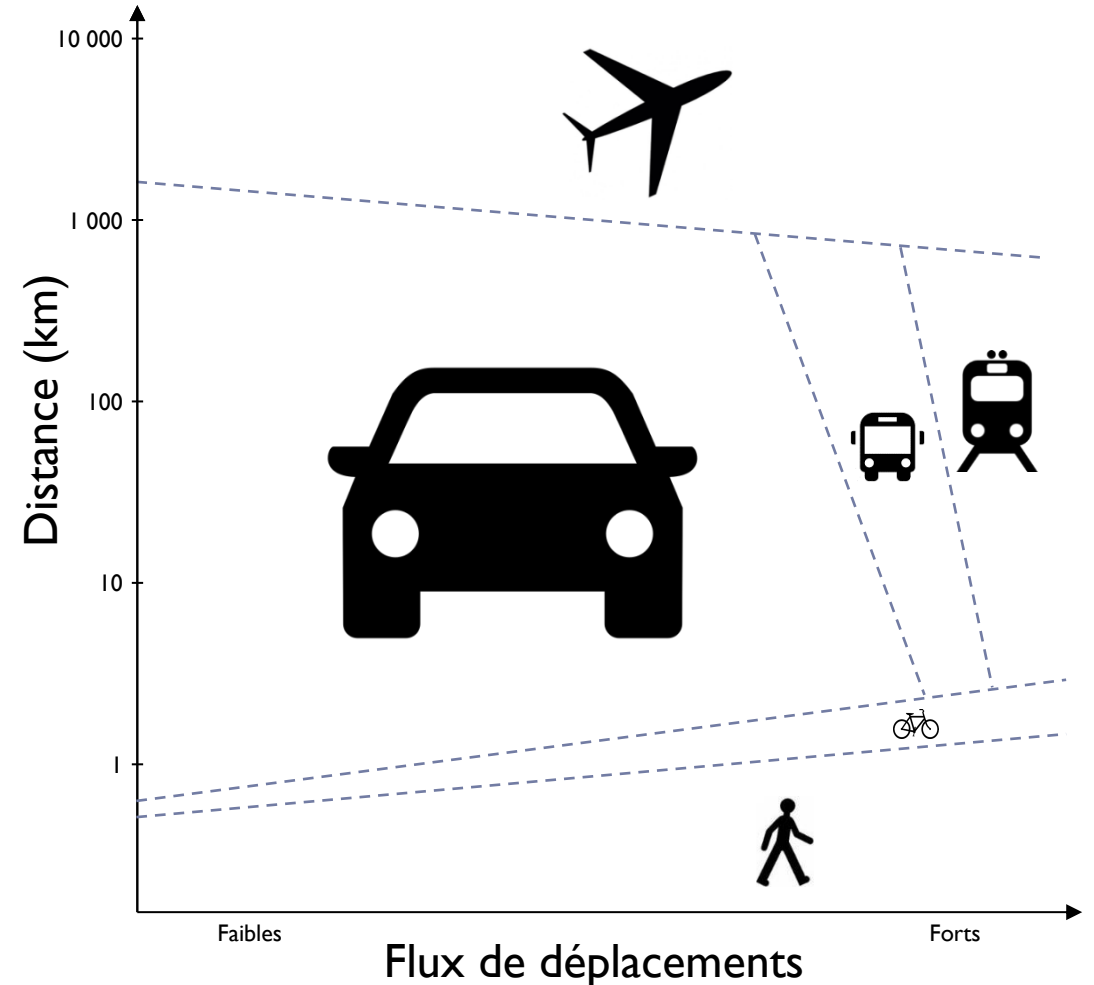 10 000
1 000
100
10
1
Distance (km)
Faibles
Forts
Flux de déplacements